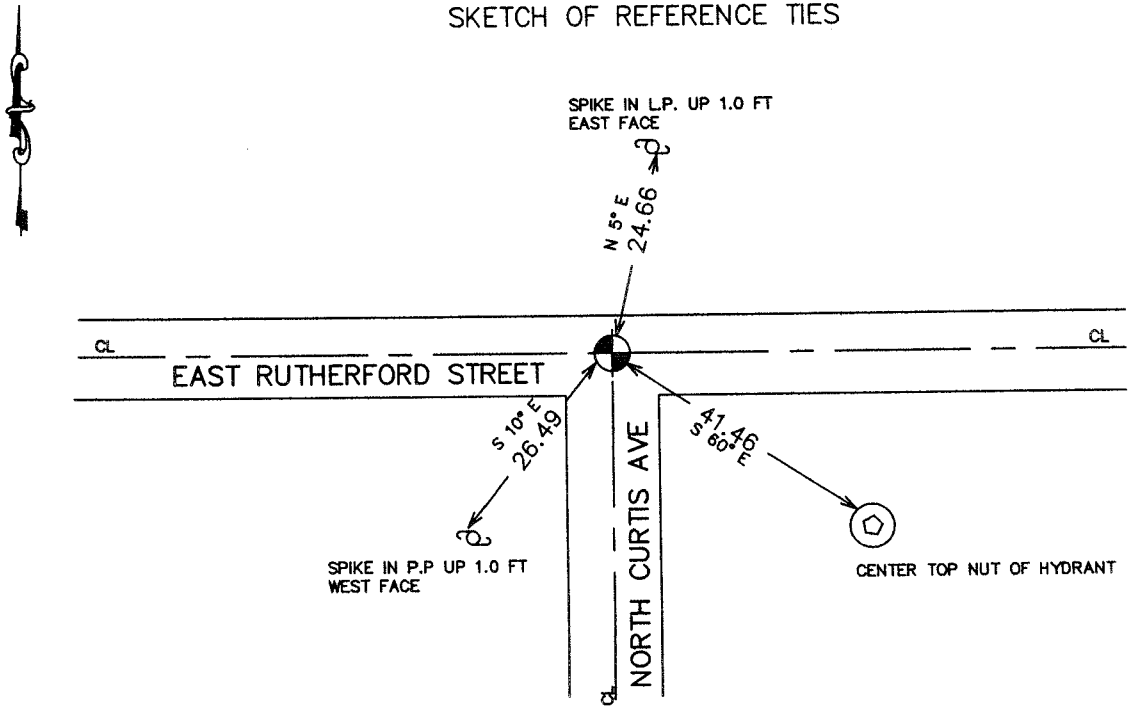 SKETCH OF REFERENCE TIES
SPIKE IN L.P. UP 1.0 FT
EAST FACE
N 5° E
24.66
CL
CL
EAST RUTHERFORD STREET
S 10° E
26.49
41.46
S 60° E
NORTH CURTIS AVE
SPIKE IN P.P UP 1.0 FT
WEST FACE
CENTER TOP NUT OF HYDRANT
CL